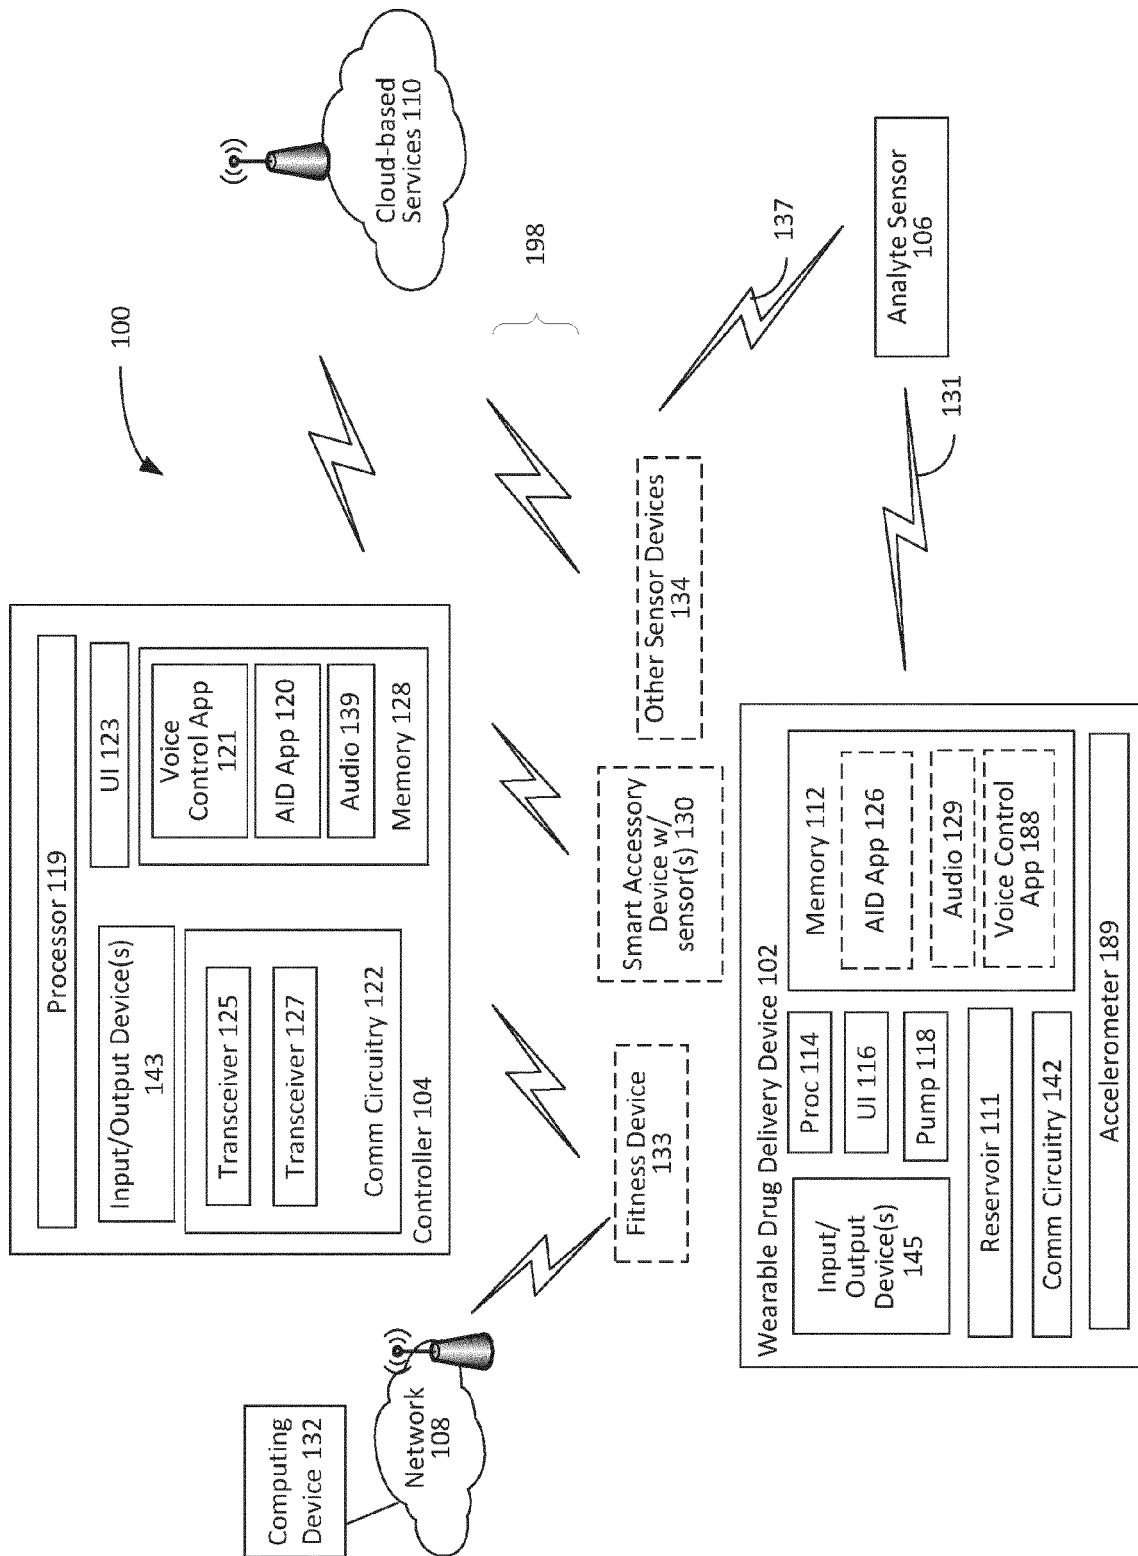 100
Processor 119
Input/Output Device(s)
143
UI 123
Transceiver 125
Transceiver 127
Comm Circuitry 122
Controller 104
Voice
Control App
121
AID App 120
Audio 139
Memory 128
Cloud-based
Services 110
198
Computing
Device 132
Network
108
Fitness Device
133
Smart Accessory
Device w/
sensor(s) 130
Other Sensor Devices
134
137
Analyte Sensor
106
131
Wearable Drug Delivery Device 102
Input/
Output
Device(s)
145
Proc 114
UI 116
Pump 118
Memory 112
AID App 126
Audio 129
Voice Control
App 188
Reservoir 111
Comm Circuitry 142
Accelerometer 189